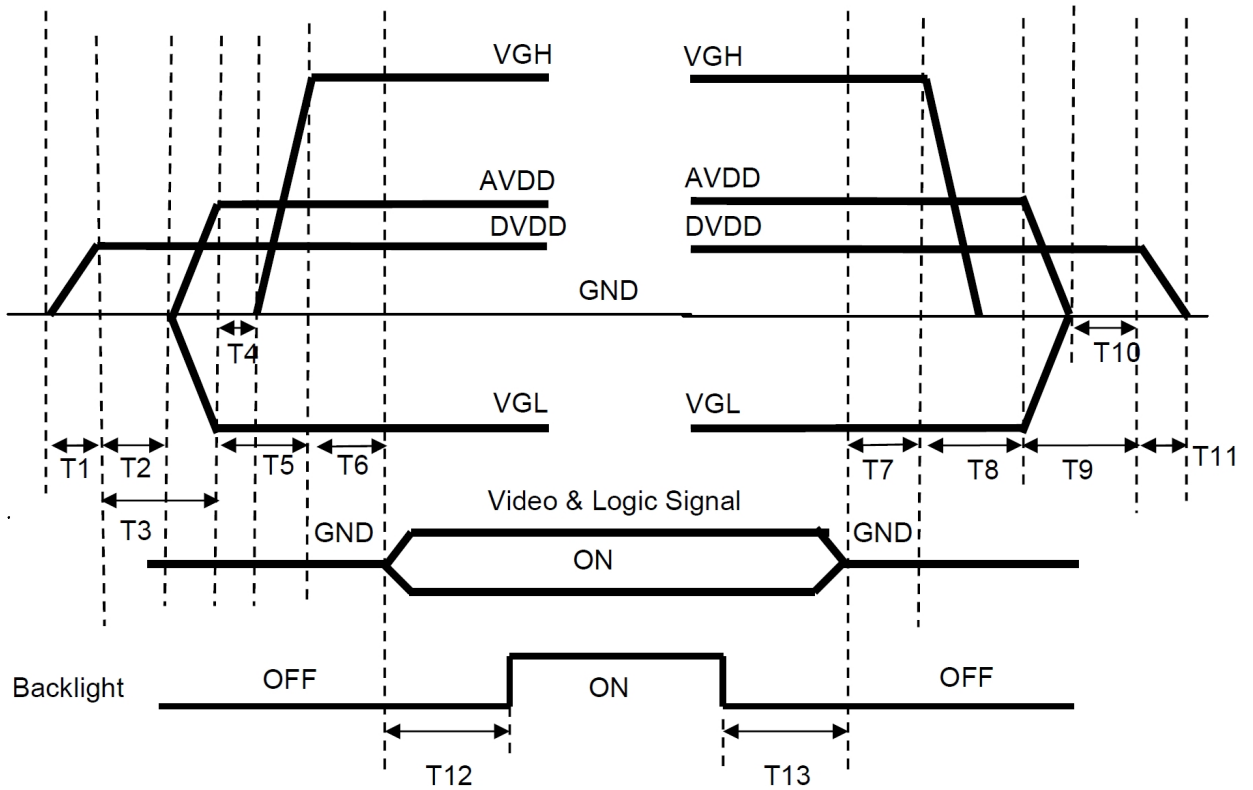 VGH VGH
AVDD AVDD
DVDD DVDD
GND
T4 T10
VGL VGL
T1 T2 T5 T6 T7 T8 T9 T11
T3
Video & Logic Signal
GND ON GND
Backlight OFF ON OFF
T12 T13